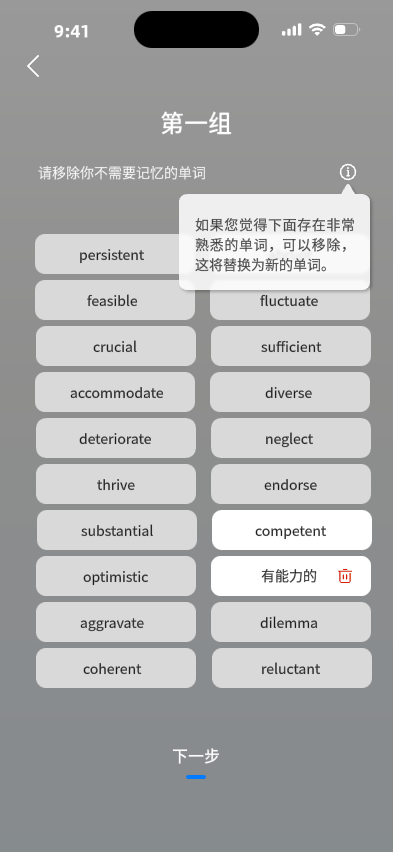 9:41
第一组
请移除你不需要记忆的单词
如果您觉得下面存在非常
熟悉的单词，可以移除，
这将替换为新的单词。
persistent
feasible
fluctuate
crucial
sufficient
accommodate
diverse
deteriorate
neglect
thrive
endorse
substantial
competent
optimistic
有能力的
aggravate
dilemma
coherent
reluctant
下一步